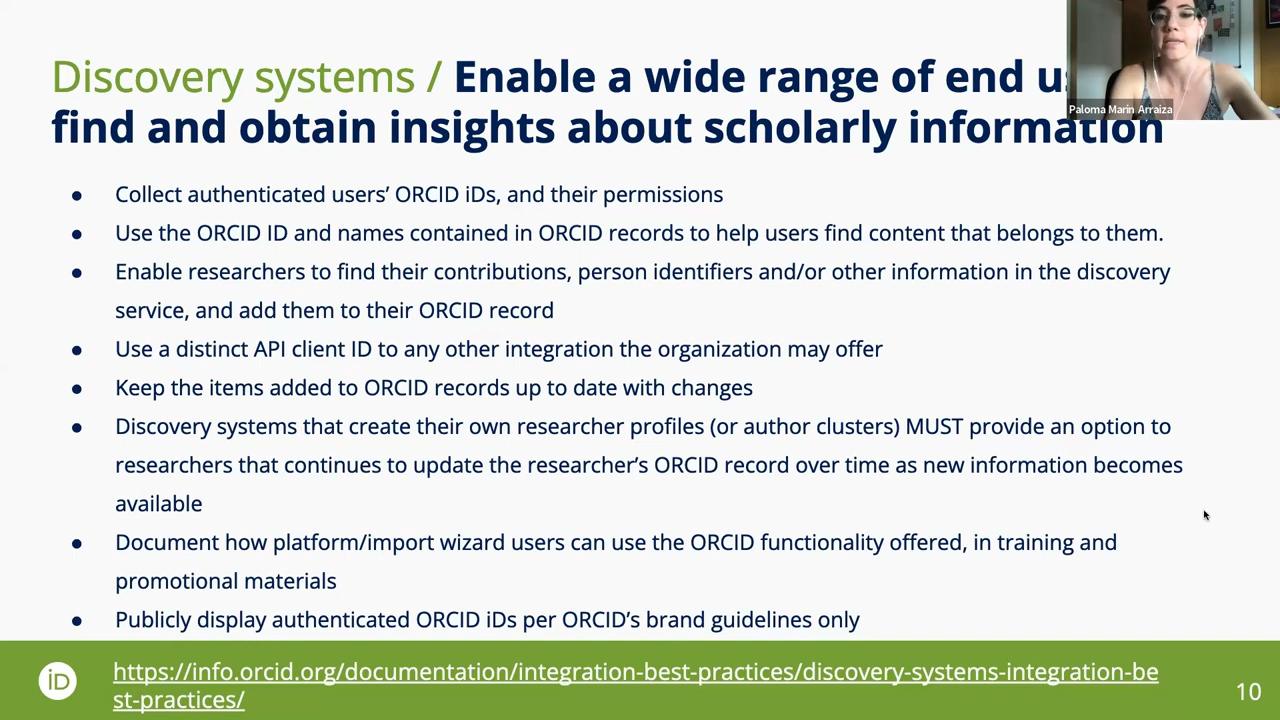 Discovery systems / Enable a wide range of end
find and obtain insights about scholarly information
Paloma Marin Arraiza
● Collect authenticated users’ ORCID iDs, and their permissions
● Use the ORCID ID and names contained in ORCID records to help users find content that belongs to them.
● Enable researchers to find their contributions, person identifiers and/or other information in the discovery
service, and add them to their ORCID record
● Use a distinct API client ID to any other integration the organization may offer
● Keep the items added to ORCID records up to date with changes
● Discovery systems that create their own researcher profiles (or author clusters) MUST provide an option to
researchers that continues to update the researcher’s ORCID record over time as new information becomes
available
● Document how platform/import wizard users can use the ORCID functionality offered, in training and
promotional materials
● Publicly display authenticated ORCID iDs per ORCID’s brand guidelines only
iD
https://info.orcid.org/documentation/integration-best-practices/discovery-systems-integration-be
st-practices/
10